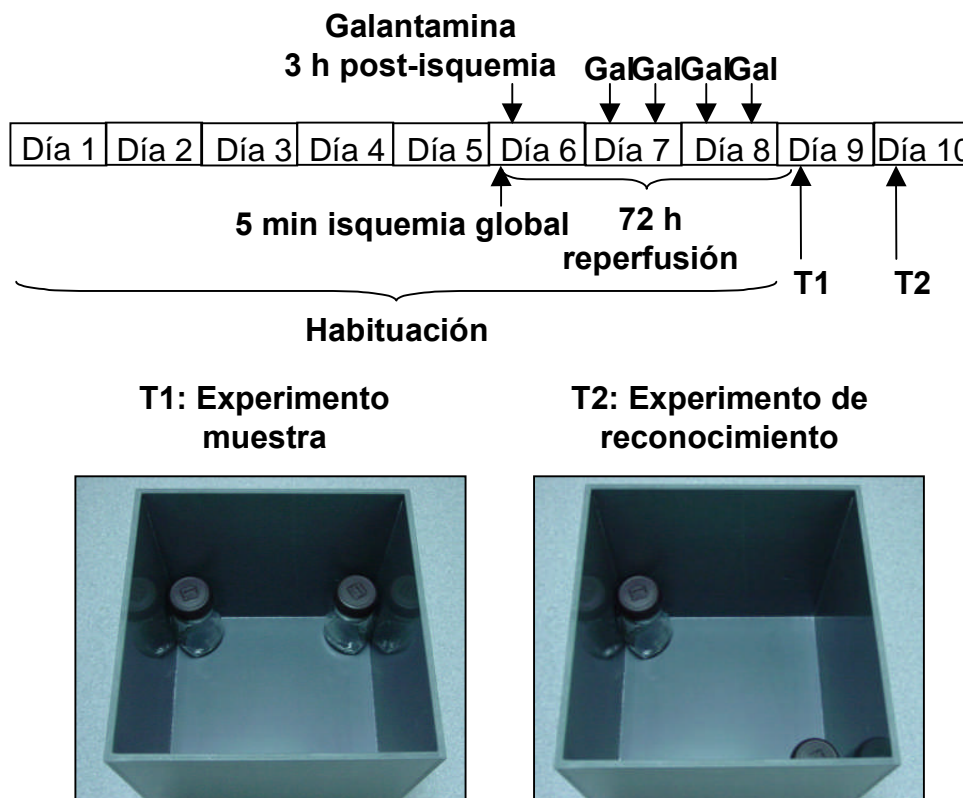 Galantamina
3 h post-isquemia
Gal Gal Gal Gal
Día 1 Día 2 Día 3 Día 4 Día 5 Día 6 Día 7 Día 8 Día 9 Día 10
5 min isquemia global
72 h
reperfusión
T1 T2
Habituación
T1: Experimento
muestra
T2: Experimento de
reconocimiento